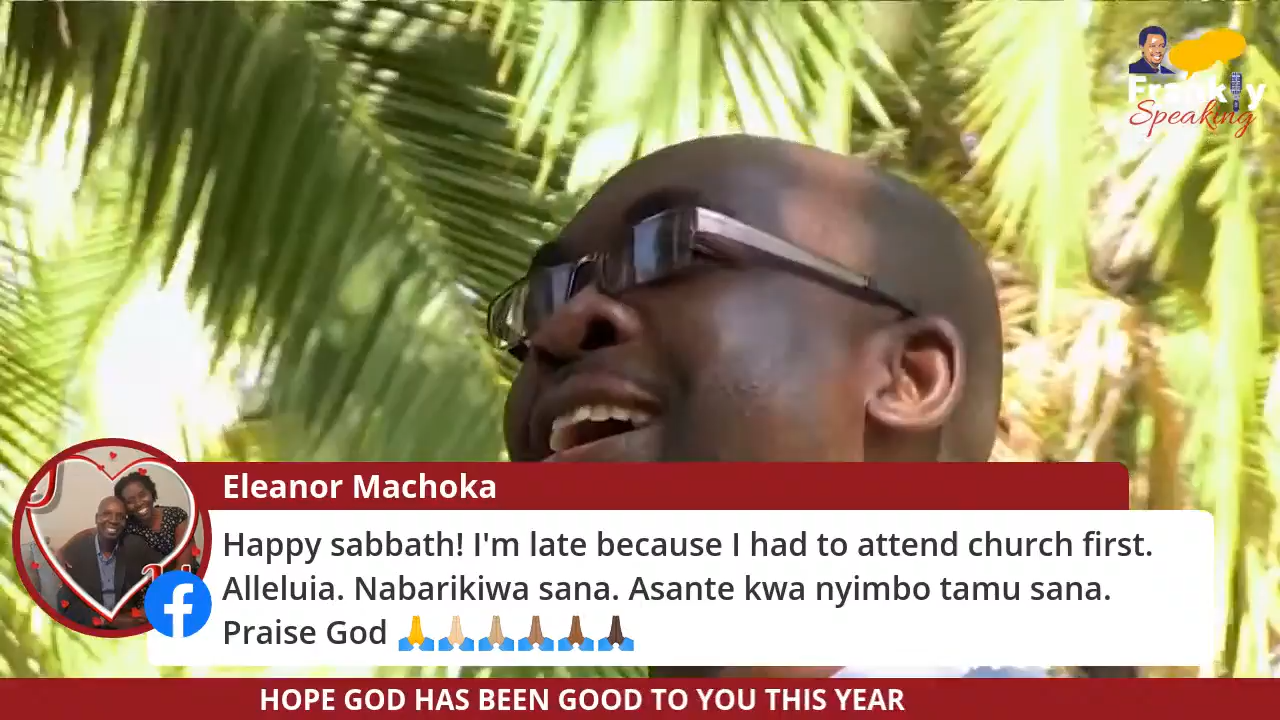 Frankly
Speaking
Eleanor Machoka
Happy sabbath! I'm late because I had to attend church first.
Alleluia. Nabarikiwa sana. Asante kwa nyimbo tamu sana.
Praise God 🙏🙏🏻🙏🏼🙏🏽🙏🏾🙏🏿
HOPE GOD HAS BEEN GOOD TO YOU THIS YEAR